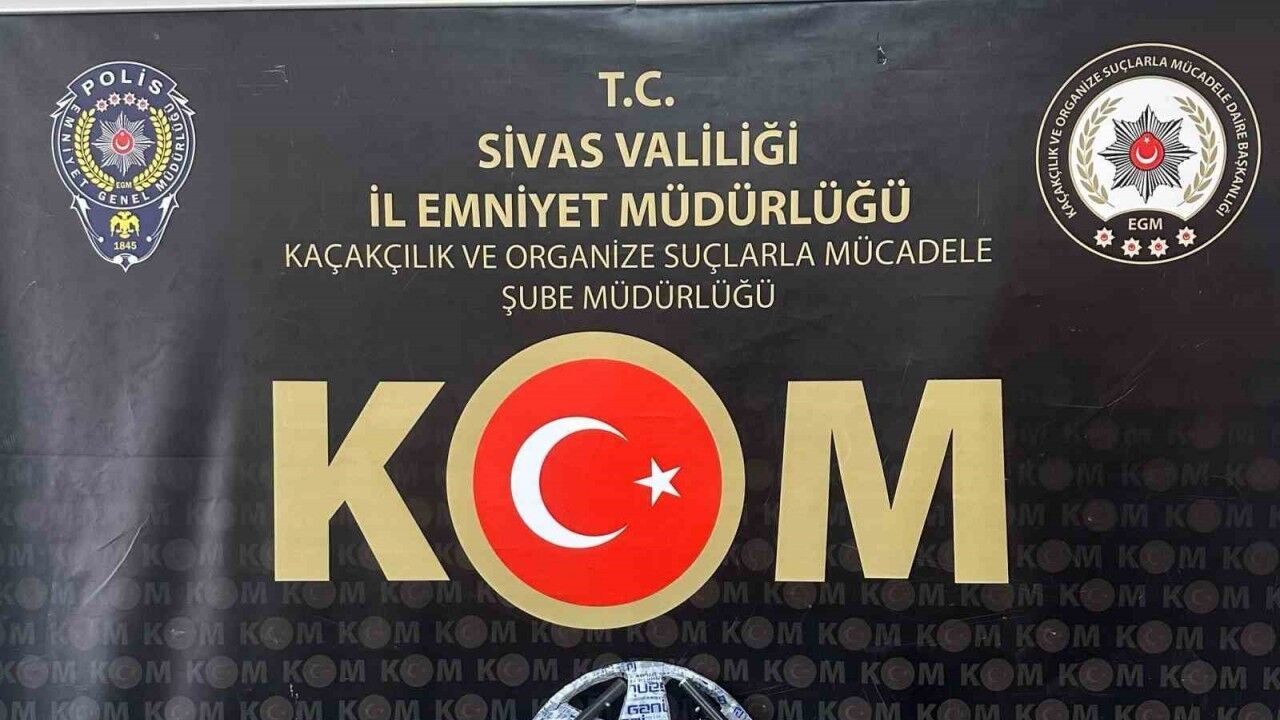 POLİS
EMNİYET GENEL MÜDÜRLÜĞÜ
EGM
1845
T.C.
SİVAS VALİLİĞİ
İL EMNİYET MÜDÜRLÜĞÜ
KAÇAKÇILIK VE ORGANİZE SUÇLARLA MÜCADELE
ŞUBE MÜDÜRLÜĞÜ
KAÇAKÇILIK VE ORGANİZE SUÇLARLA MÜCADELE DAİRE BAŞKANLIĞI
EGM
KOM